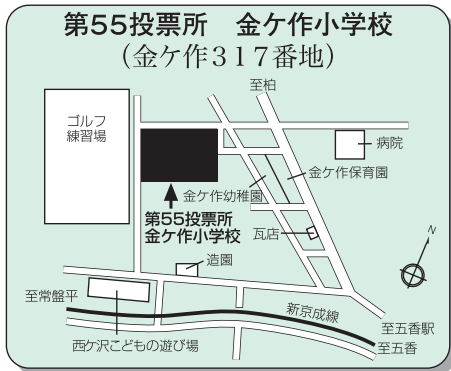 第55投票所　金ケ作小学校
（金ケ作３１７番地）
至柏
ゴルフ
練習場
病院
金ケ作保育園
金ケ作幼稚園
第55投票所
金ケ作小学校
瓦店
N
造園
至常盤平
新京成線
至五香駅
西ケ沢こどもの遊び場
至五香